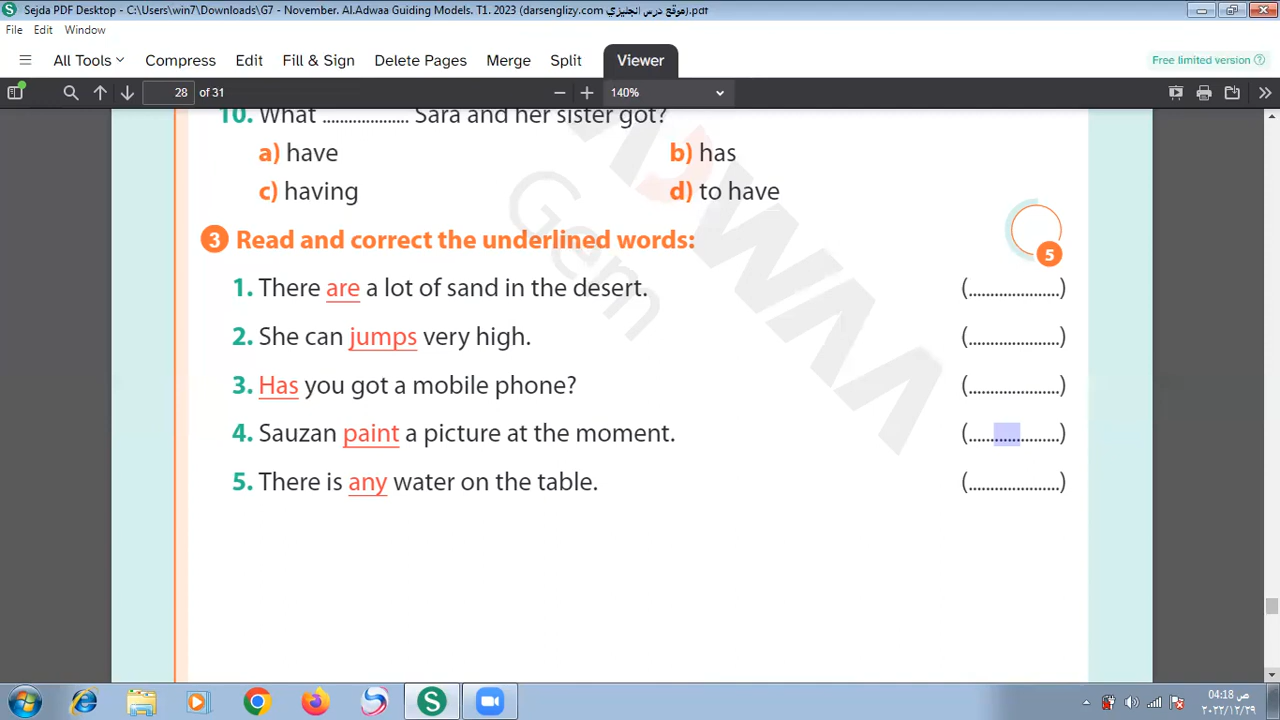 Sejda PDF Desktop - C:\Users\win7\Downloads\G7 - November. Al.Adwaa Guiding Models. T1. 2023 (darsenglizy.com موقع درس انجليزي).pdf
File Edit Window
All Tools Compress Edit Fill & Sign Delete Pages Merge Split Viewer Free limited version
28 of 31 140%
10. What ................... Sara and her sister got?
a) have b) has
c) having d) to have
3 Read and correct the underlined words: 5
1. There are a lot of sand in the desert. (.....................)
2. She can jumps very high. (.....................)
3. Has you got a mobile phone? (.....................)
4. Sauzan paint a picture at the moment. (.....................)
5. There is any water on the table. (.....................)
Gem
04:18 ص
٢٠٢٢/١٢/٢٩